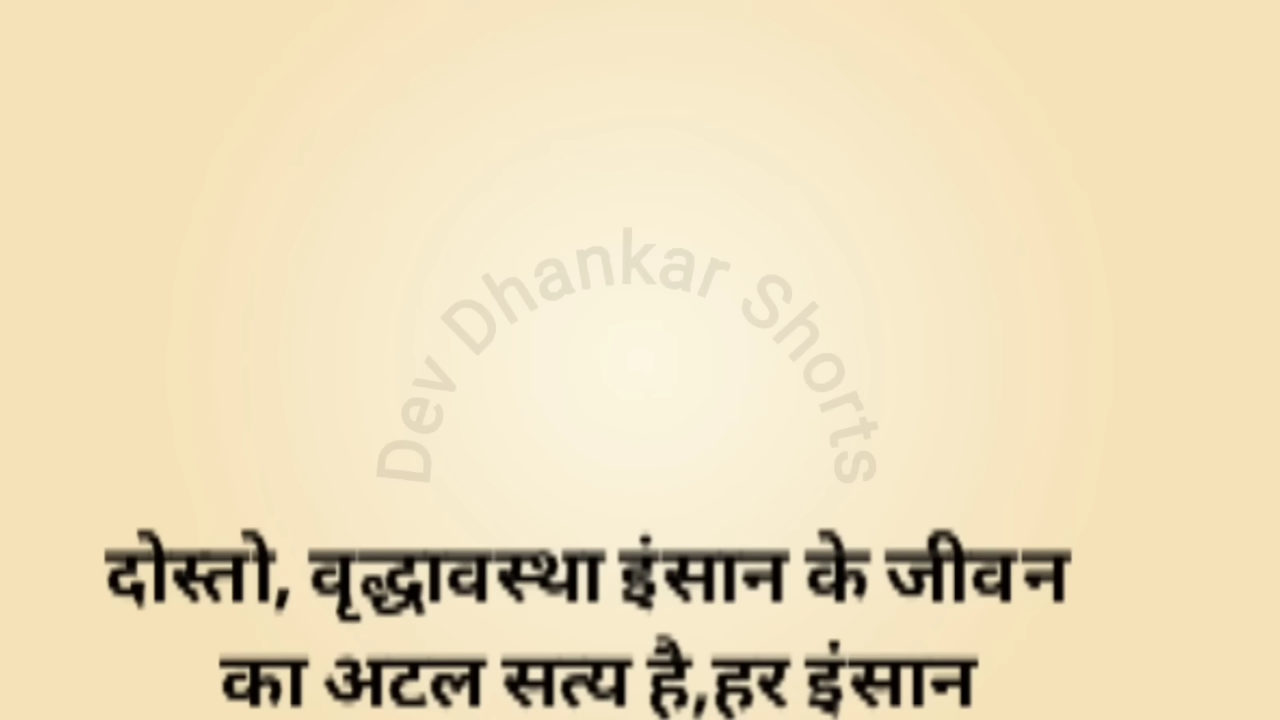 Dev Dhankar Shorts
दोस्तो, वृद्धावस्था इंसान के जीवन
का अटल सत्य है,हर इंसान